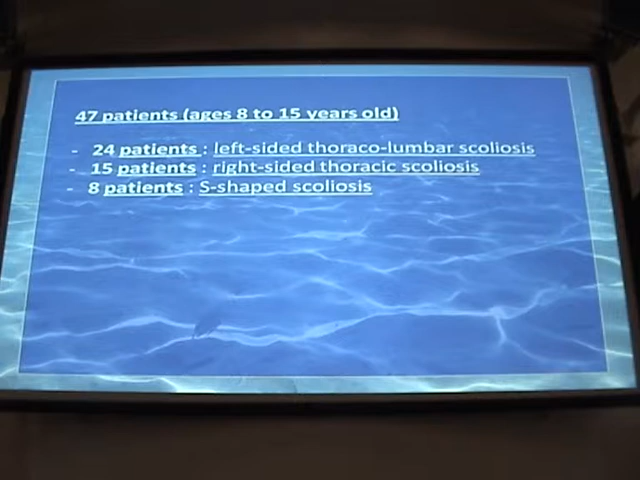 47 patients (ages 8 to 15 years old)
- 24 patients : left-sided thoraco-lumbar scoliosis
- 15 patients : right-sided thoracic scoliosis
- 8 patients : S-shaped scoliosis